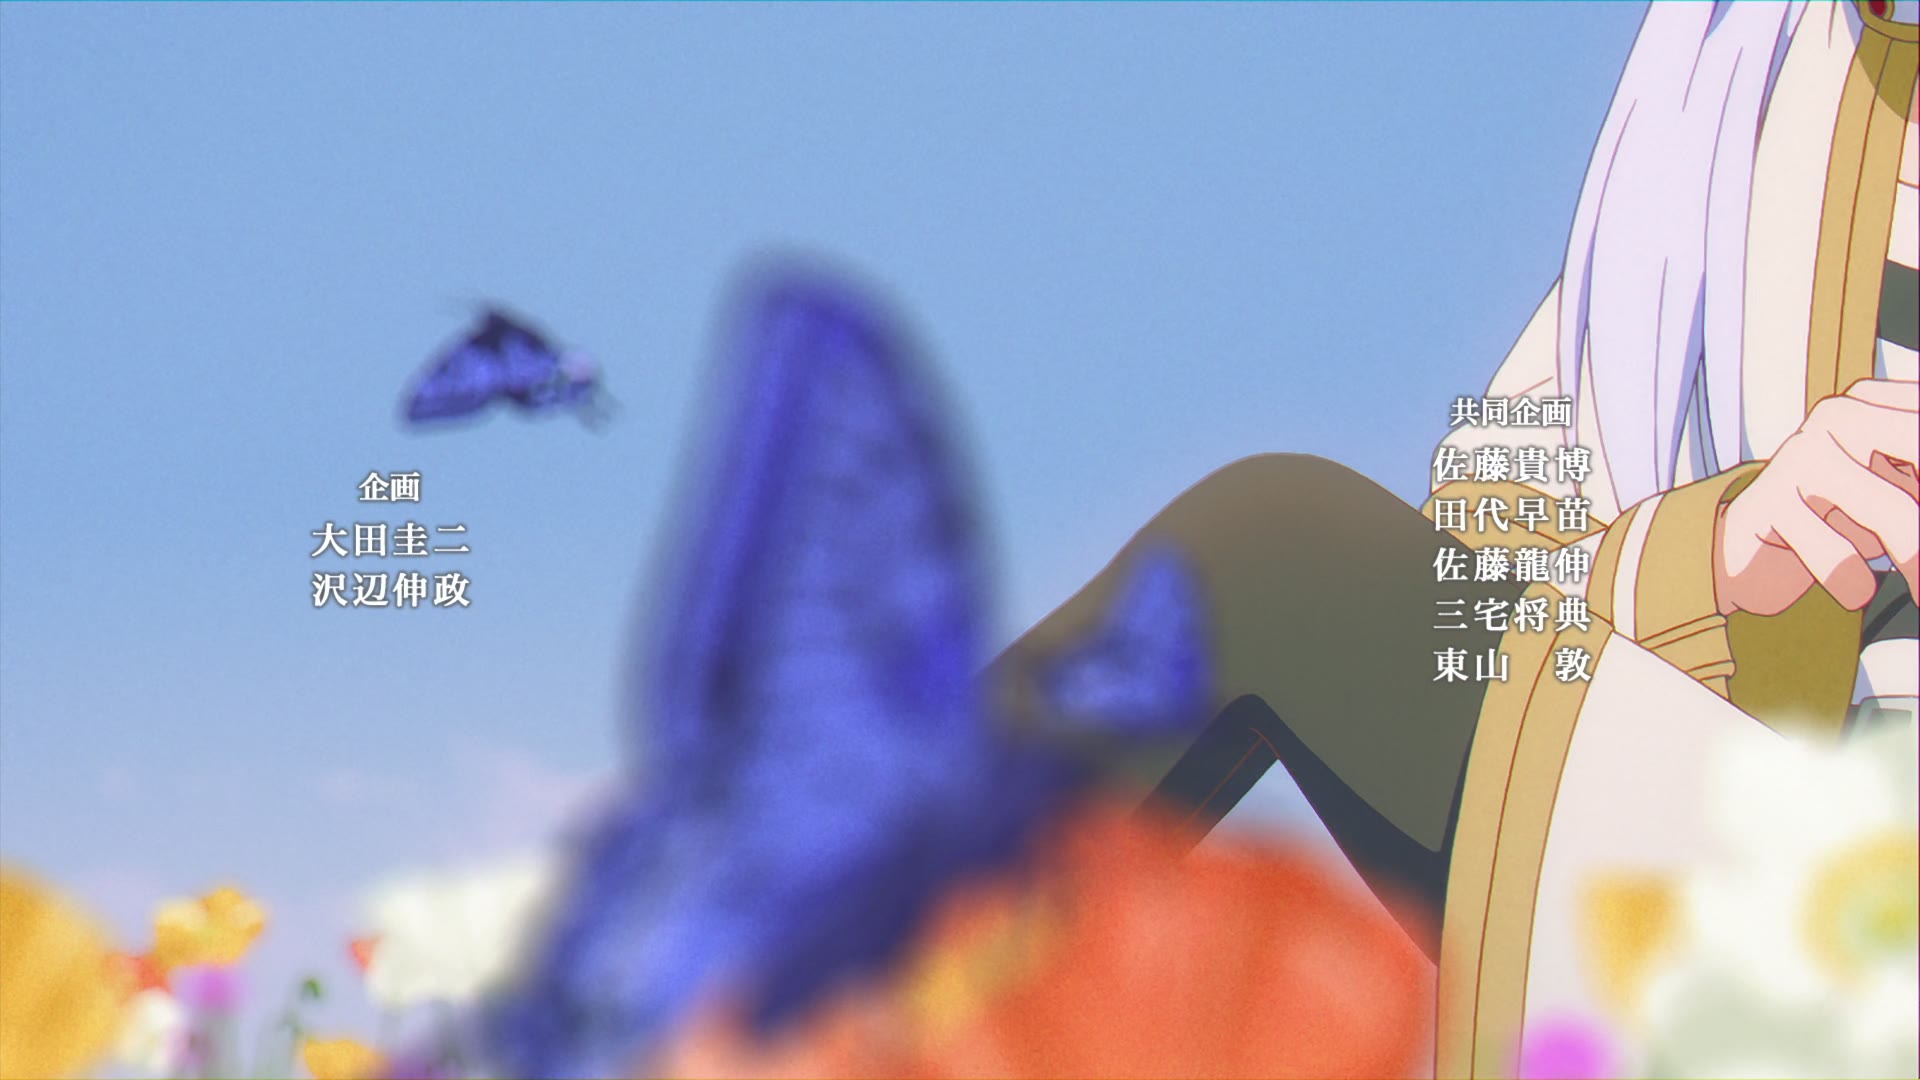 企画
大田圭二
沢辺伸政
共同企画
佐藤貴博
田代早苗
佐藤龍伸
三宅将典
東山　敦